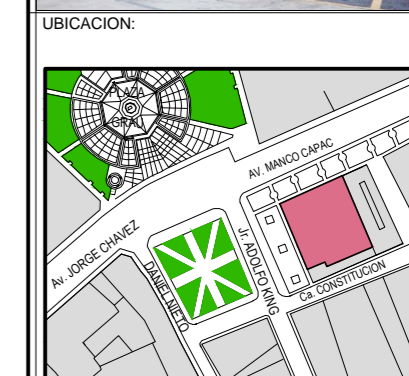 UBICACION:
PLAZA
GRAU
AV. MANCO CAPAC
Av. JORGE CHAVEZ
Jr. ADOLFO KING
DANIEL NIETO
Ca. CONSTITUCION